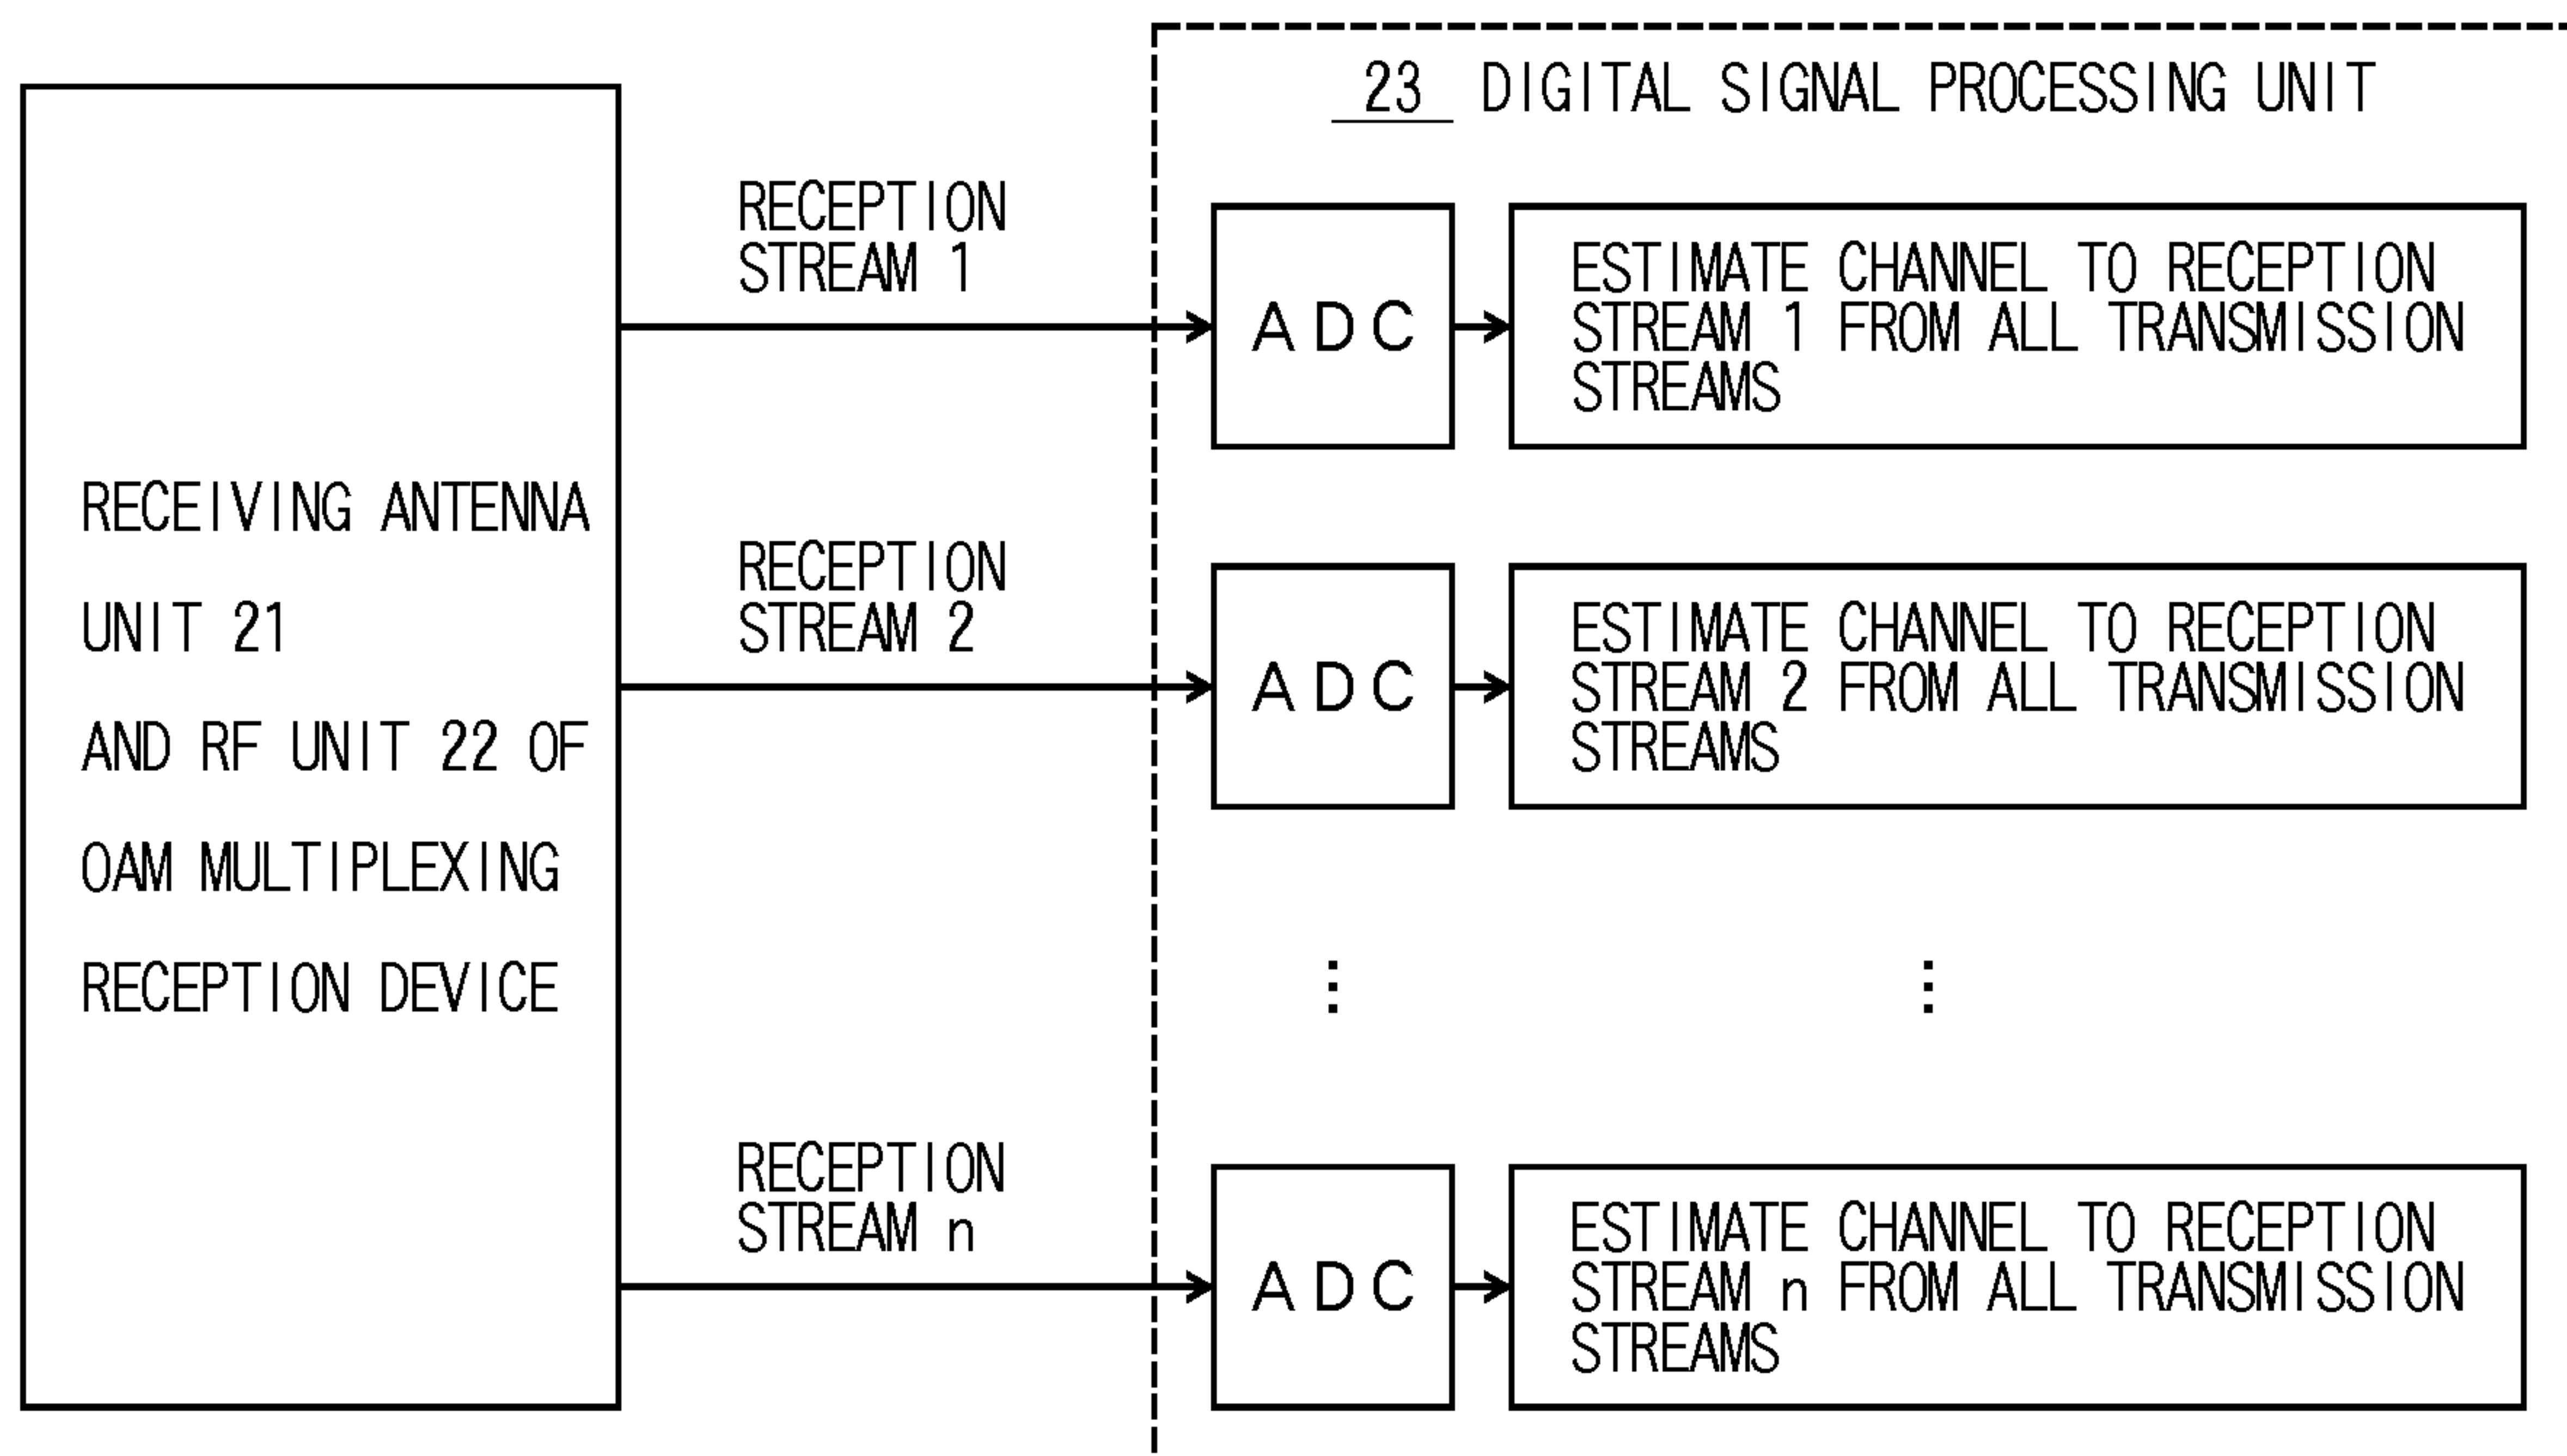 23 DIGITAL SIGNAL PROCESSING UNIT
RECEIVING ANTENNA
UNIT 21
AND RF UNIT 22 OF
OAM MULTIPLEXING
RECEPTION DEVICE
RECEPTION
STREAM 1
ADC
ESTIMATE CHANNEL TO RECEPTION
STREAM 1 FROM ALL TRANSMISSION
STREAMS
RECEPTION
STREAM 2
ADC
ESTIMATE CHANNEL TO RECEPTION
STREAM 2 FROM ALL TRANSMISSION
STREAMS
⋮
⋮
RECEPTION
STREAM n
ADC
ESTIMATE CHANNEL TO RECEPTION
STREAM n FROM ALL TRANSMISSION
STREAMS